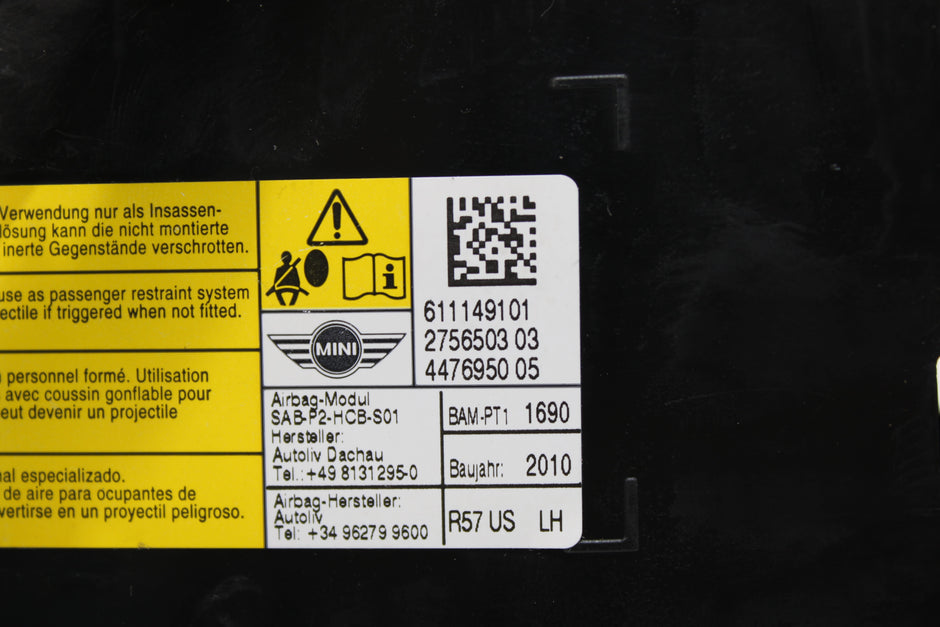 Verwendung nur als Insassen-
lösung kann die nicht montierte
inerte Gegenstände verschrotten.
use as passenger restraint system
ectile if triggered when not fitted.
personnel formé. Utilisation
avec coussin gonflable pour
eut devenir un projectile
al especializado.
de aire para ocupantes de
vertirse en un proyectil peligroso.
611149101
2756503 03
4476950 05
MINI
Airbag-Modul
SAB-P2-HCB-S01
Hersteller:
Autoliv Dachau
Tel.: +49 8131 295-0
Airbag-Hersteller:
Autoliv
Tel: +34 96279 9600
BAM-PT1 1690
Baujahr: 2010
R57 US LH